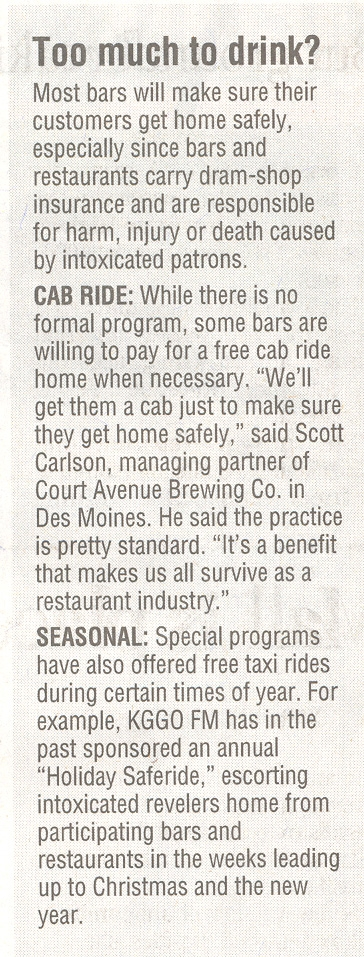 Too much to drink?
Most bars will make sure their
customers get home safely,
especially since bars and
restaurants carry dram-shop
insurance and are responsible
for harm, injury or death caused
by intoxicated patrons.
CAB RIDE: While there is no
formal program, some bars are
willing to pay for a free cab ride
home when necessary. “We’ll
get them a cab just to make sure
they get home safely,” said Scott
Carlson, managing partner of
Court Avenue Brewing Co. in
Des Moines. He said the practice
is pretty standard. “It’s a benefit
that makes us all survive as a
restaurant industry.”
SEASONAL: Special programs
have also offered free taxi rides
during certain times of year. For
example, KGGO FM has in the
past sponsored an annual
“Holiday Saferide,” escorting
intoxicated revelers home from
participating bars and
restaurants in the weeks leading
up to Christmas and the new
year.